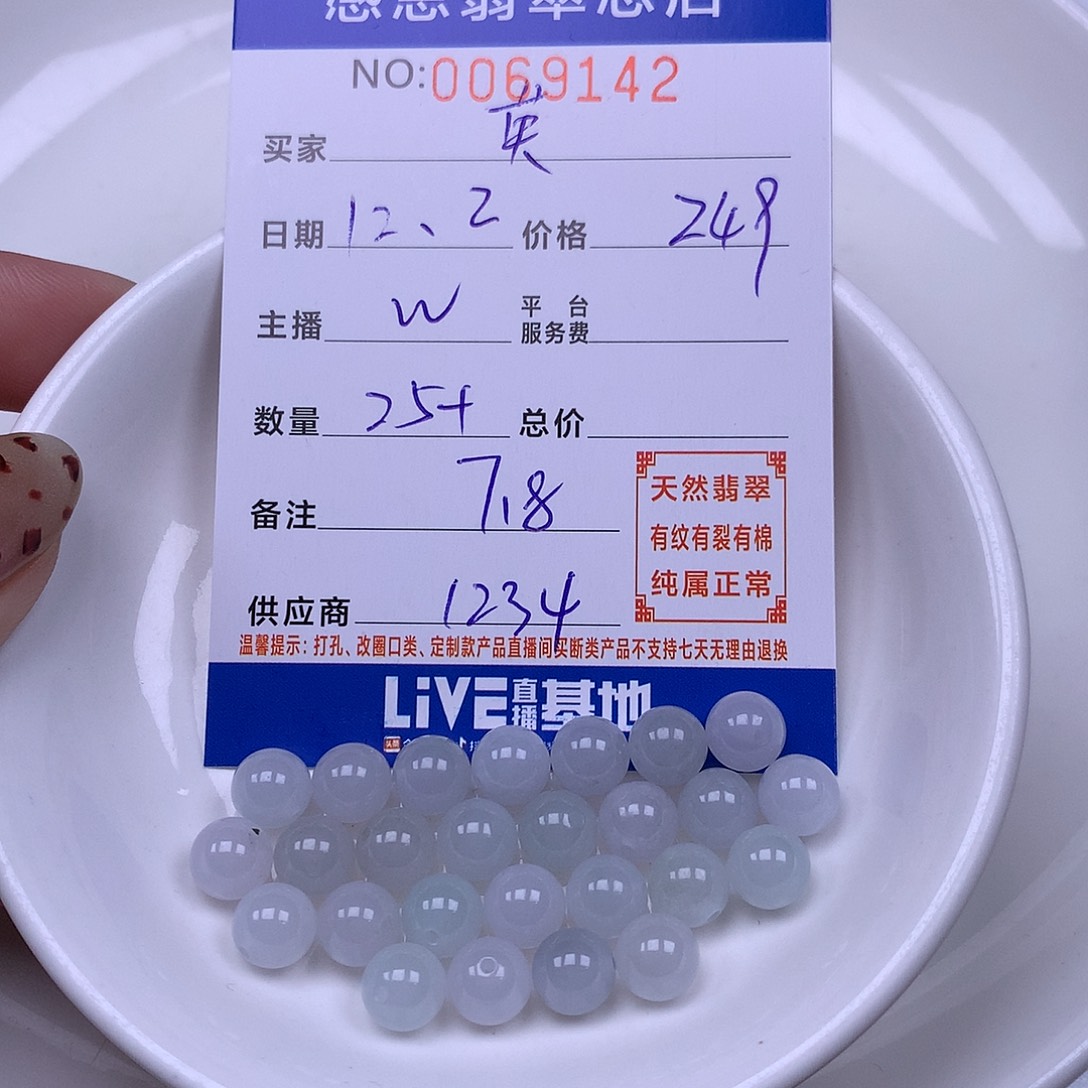 NO:0069142
买家 英
日期 12、2 价格 249
主播 W 平台服务费
数量 25+ 总价
备注 7.8
天然翡翠
有纹有裂有棉
纯属正常
供应商 1234
温馨提示：打孔、改圈口类、定制款产品直播间买断类产品不支持七天无理由退换
LiVE直播基地